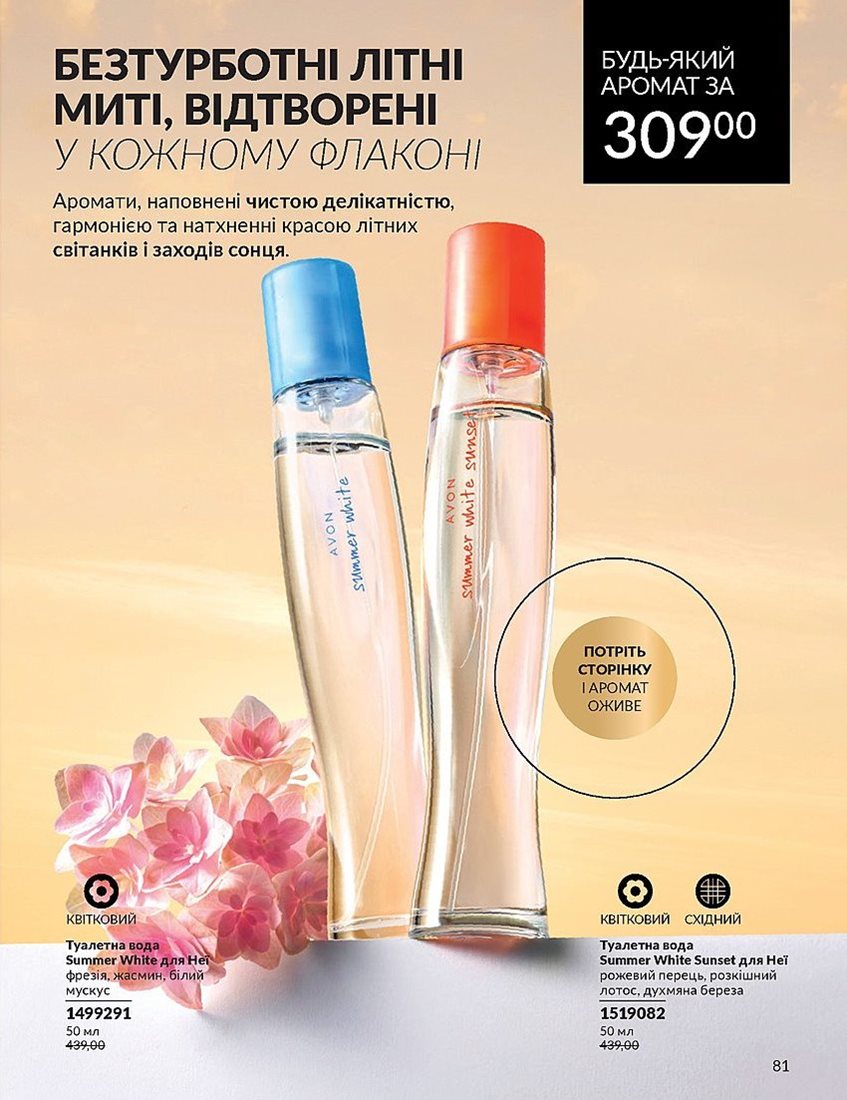 БЕЗТУРБОТНІ ЛІТНІ
МИТІ, ВІДТВОРЕНІ
У КОЖНОМУ ФЛАКОНІ
Аромати, наповнені чистою делікатністю,
гармонією та натхненні красою літних
світанків і заходів сонця.
БУДЬ-ЯКИЙ
АРОМАТ ЗА
309⁰⁰
AVON
summer white
AVON
summer white sunset
ПОТРІТЬ
СТОРІНКУ
І АРОМАТ
ОЖИВЕ
КВІТКОВИЙ
Туалетна вода
Summer White для Неї
фрезія, жасмин, білий
мускус
1499291
50 мл
439,00
КВІТКОВИЙ СХІДНИЙ
Туалетна вода
Summer White Sunset для Неї
рожевий перець, розкішний
лотос, духмяна береза
1519082
50 мл
439,00
81